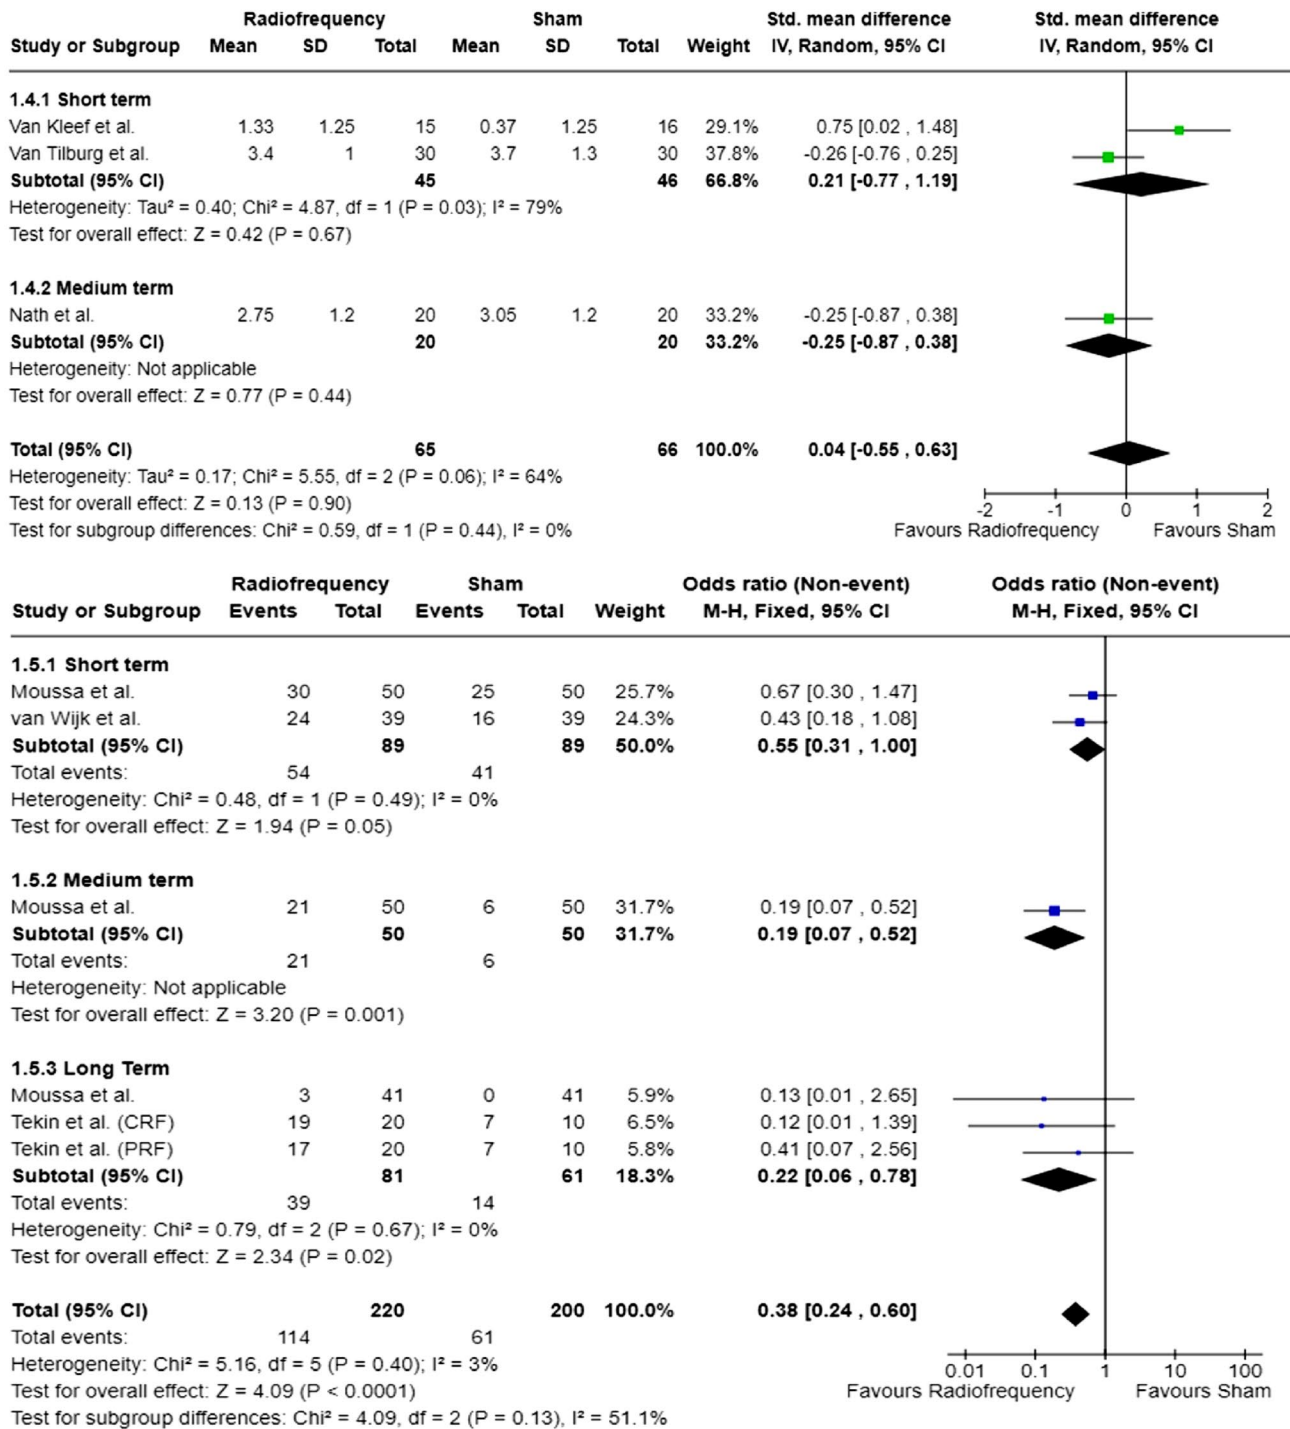 Radiofrequency Sham Std. mean difference Std. mean difference
Study or Subgroup Mean SD Total Mean SD Total Weight IV, Random, 95% CI IV, Random, 95% CI
1.4.1 Short term
Van Kleef et al. 1.33 1.25 15 0.37 1.25 16 29.1% 0.75 [0.02 , 1.48]
Van Tilburg et al. 3.4 1 30 3.7 1.3 30 37.8% -0.26 [-0.76 , 0.25]
Subtotal (95% CI) 45 46 66.8% 0.21 [-0.77 , 1.19]
Heterogeneity: Tau² = 0.40; Chi² = 4.87, df = 1 (P = 0.03); I² = 79%
Test for overall effect: Z = 0.42 (P = 0.67)
1.4.2 Medium term
Nath et al. 2.75 1.2 20 3.05 1.2 20 33.2% -0.25 [-0.87 , 0.38]
Subtotal (95% CI) 20 20 33.2% -0.25 [-0.87 , 0.38]
Heterogeneity: Not applicable
Test for overall effect: Z = 0.77 (P = 0.44)
Total (95% CI) 65 66 100.0% 0.04 [-0.55 , 0.63]
Heterogeneity: Tau² = 0.17; Chi² = 5.55, df = 2 (P = 0.06); I² = 64%
Test for overall effect: Z = 0.13 (P = 0.90)
-2 -1 0 1 2
Test for subgroup differences: Chi² = 0.59, df = 1 (P = 0.44), I² = 0%
Favours Radiofrequency Favours Sham
Radiofrequency Sham Odds ratio (Non-event) Odds ratio (Non-event)
Study or Subgroup Events Total Events Total Weight M-H, Fixed, 95% CI M-H, Fixed, 95% CI
1.5.1 Short term
Moussa et al. 30 50 25 50 25.7% 0.67 [0.30 , 1.47]
van Wijk et al. 24 39 16 39 24.3% 0.43 [0.18 , 1.08]
Subtotal (95% CI) 89 89 50.0% 0.55 [0.31 , 1.00]
Total events: 54 41
Heterogeneity: Chi² = 0.48, df = 1 (P = 0.49); I² = 0%
Test for overall effect: Z = 1.94 (P = 0.05)
1.5.2 Medium term
Moussa et al. 21 50 6 50 31.7% 0.19 [0.07 , 0.52]
Subtotal (95% CI) 50 50 31.7% 0.19 [0.07 , 0.52]
Total events: 21 6
Heterogeneity: Not applicable
Test for overall effect: Z = 3.20 (P = 0.001)
1.5.3 Long Term
Moussa et al. 3 41 0 41 5.9% 0.13 [0.01 , 2.65]
Tekin et al. (CRF) 19 20 7 10 6.5% 0.12 [0.01 , 1.39]
Tekin et al. (PRF) 17 20 7 10 5.8% 0.41 [0.07 , 2.56]
Subtotal (95% CI) 81 61 18.3% 0.22 [0.06 , 0.78]
Total events: 39 14
Heterogeneity: Chi² = 0.79, df = 2 (P = 0.67); I² = 0%
Test for overall effect: Z = 2.34 (P = 0.02)
Total (95% CI) 220 200 100.0% 0.38 [0.24 , 0.60]
Total events: 114 61
Heterogeneity: Chi² = 5.16, df = 5 (P = 0.40); I² = 3%
0.01 0.1 1 10 100
Test for overall effect: Z = 4.09 (P < 0.0001)
Favours Radiofrequency Favours Sham
Test for subgroup differences: Chi² = 4.09, df = 2 (P = 0.13), I² = 51.1%